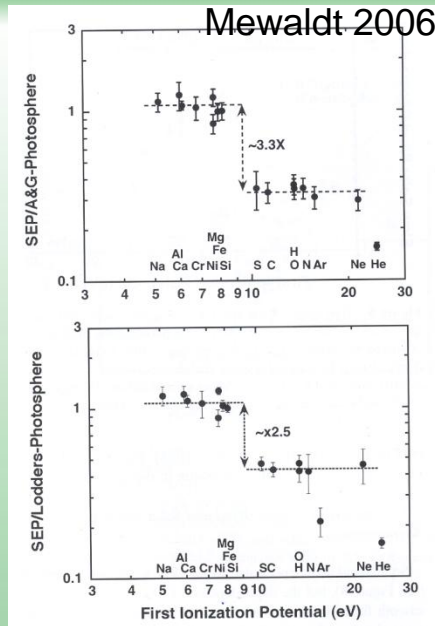 Mewaldt 2006
3
1
0.1
SEP/A&G-Photosphere
~3.3X
Mg
Al Fe H
Na Ca Cr Ni Si S C O N Ar Ne He
3 4 5 6 7 8 9 10 20 30
3
1
0.1
SEP/Lodders-Photosphere
~x2.5
Mg
Al Fe O
Na Ca Cr Ni Si SC H N Ar Ne He
3 4 5 6 7 8 9 10 20 30
First Ionization Potential (eV)